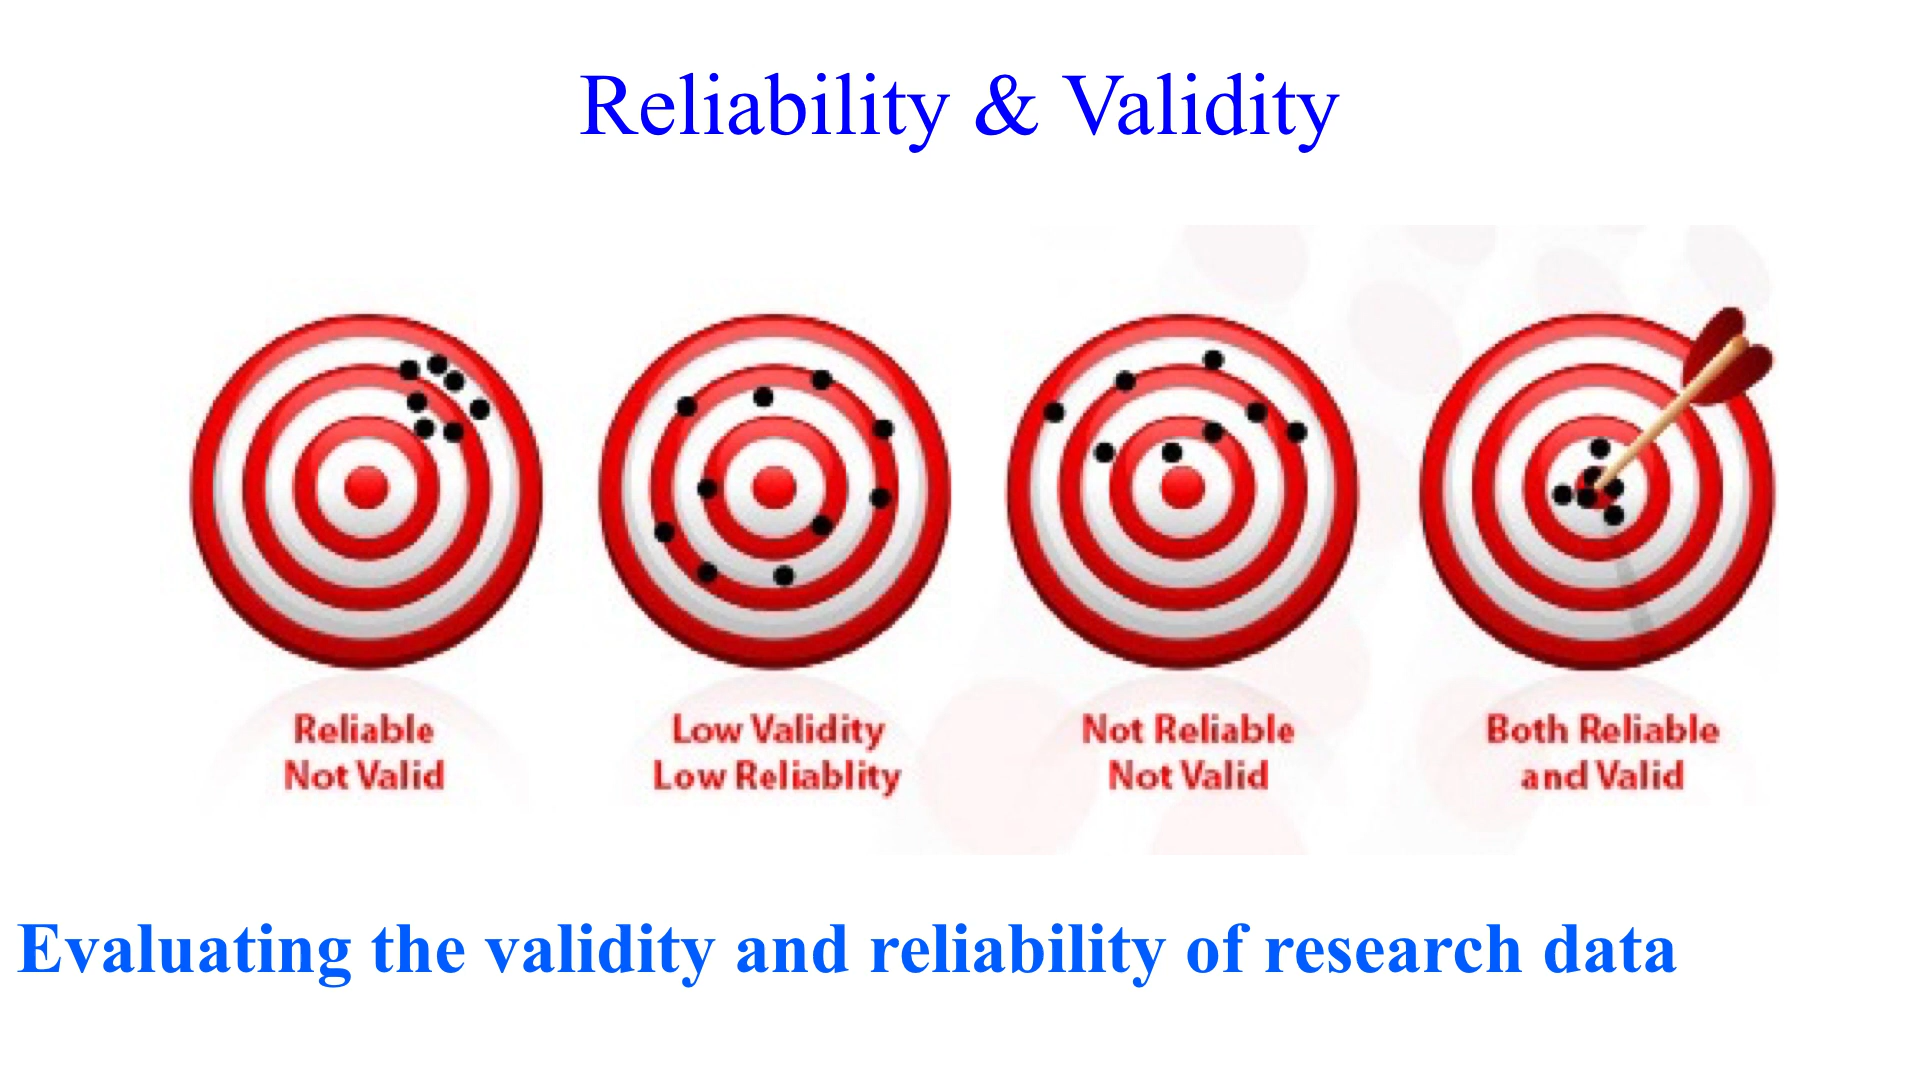 Reliability & Validity
Reliable
Not Valid
Low Validity
Low Reliablity
Not Reliable
Not Valid
Both Reliable
and Valid
Evaluating the validity and reliability of research data